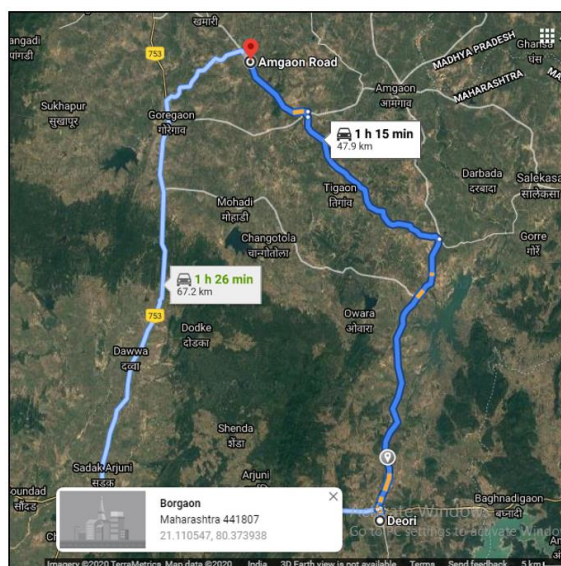 खमारी
angadi
पांगडी
753
Amgaon Road
MADHYA PRADESH
MAHARASHTRA
Ghansa
घंस
MA
Amgaon
आमगाव
Sukhapur
सुखापूर
Goregaon
गोरेगाव
1 h 15 min
47.9 km
Darbada
दरबादा
Salekasa
सालेकसा
Tigaon
तिगांव
Mohadi
मोहाडी
Changotola
चान्गोतोला
Gorre
गोर्रे
1 h 26 min
67.2 km
753
Owara
ओवारा
Dodke
दोडका
Dawwa
दव्वा
Shenda
शेंडा
Sadak Arjuni
सडक
Arjuni
oundad
सौंदड
Borgaon
Maharashtra 441807
21.110547, 80.373938
Deori
Baghnadigaon
Activate Windows
Go to PC settings to activate Windo
Imagery ©2020 TerraMetrics, Map data ©2020 India 3D Earth view is not available Terms Send feedback 5 km